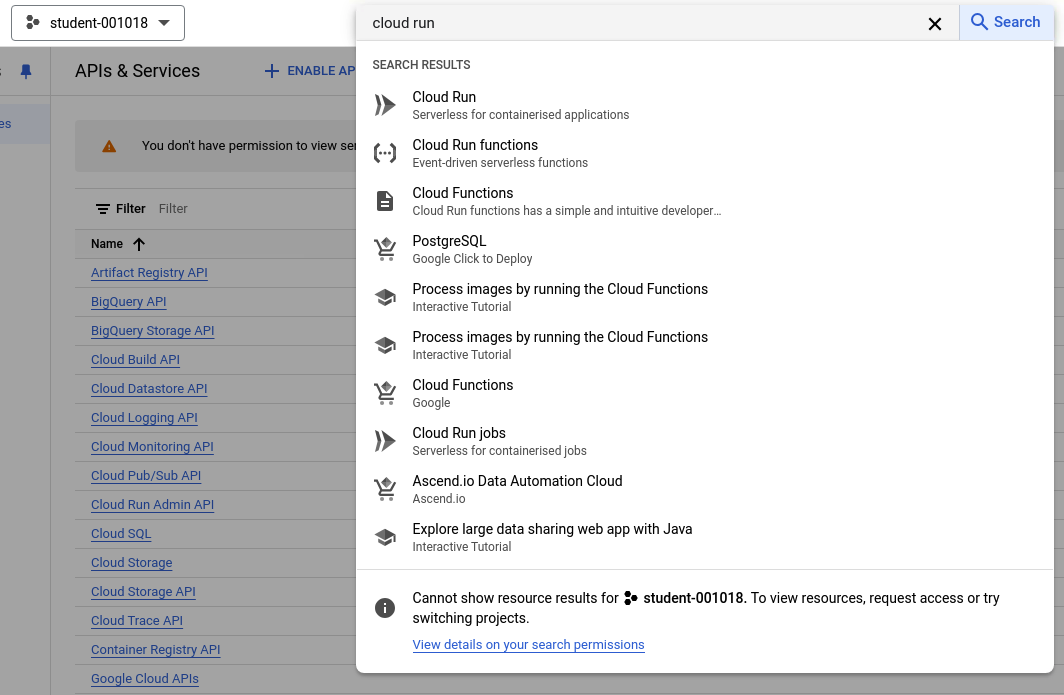 student-001018
cloud run
Search
s
APIs & Services
ENABLE AP
SEARCH RESULTS
Cloud Run
Serverless for containerised applications
es
You don't have permission to view ser
Cloud Run functions
Event-driven serverless functions
Cloud Functions
Cloud Run functions has a simple and intuitive developer…
Filter Filter
Name
PostgreSQL
Google Click to Deploy
Artifact Registry API
BigQuery API
BigQuery Storage API
Cloud Build API
Cloud Datastore API
Cloud Logging API
Cloud Monitoring API
Cloud Pub/Sub API
Cloud Run Admin API
Cloud SQL
Cloud Storage
Cloud Storage API
Cloud Trace API
Container Registry API
Google Cloud APIs
Process images by running the Cloud Functions
Interactive Tutorial
Process images by running the Cloud Functions
Interactive Tutorial
Cloud Functions
Google
Cloud Run jobs
Serverless for containerised jobs
Ascend.io Data Automation Cloud
Ascend.io
Explore large data sharing web app with Java
Interactive Tutorial
Cannot show resource results for student-001018. To view resources, request access or try
switching projects.
View details on your search permissions